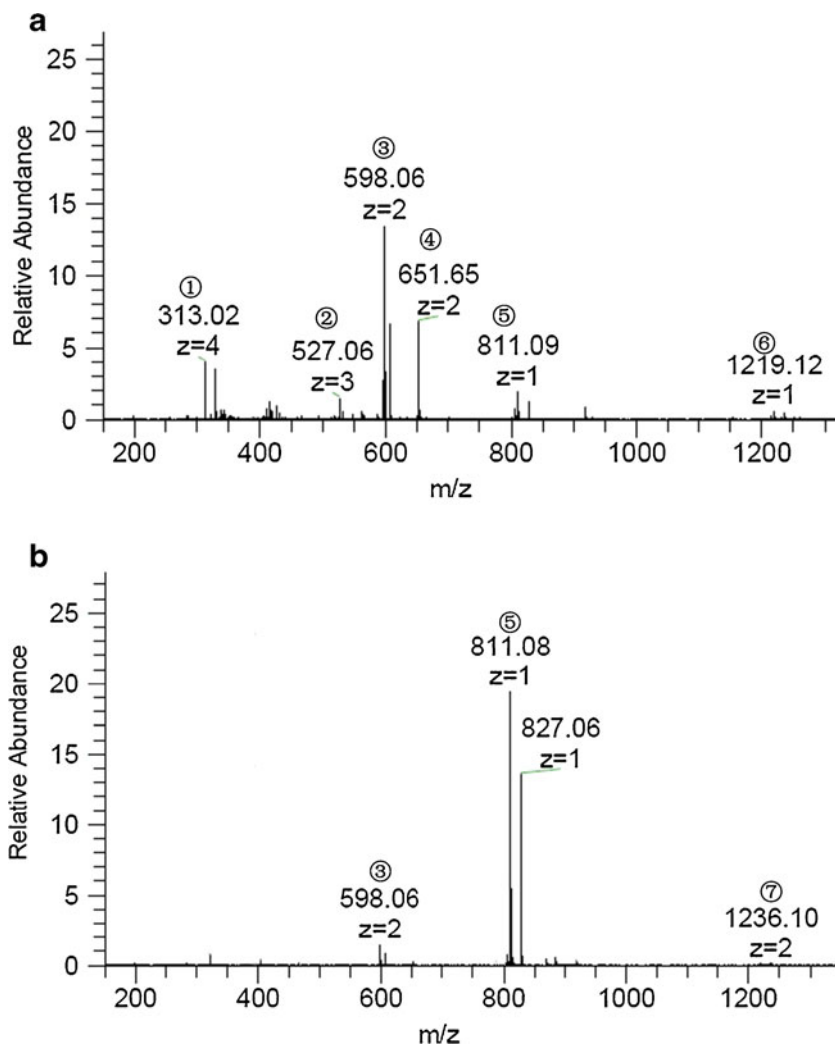 a
25
20
15
10
5
0
Relative Abundance
①
313.02
z=4
②
527.06
z=3
③
598.06
z=2
④
651.65
z=2
⑤
811.09
z=1
⑥
1219.12
z=1
200 400 600 800 1000 1200
m/z
b
25
20
15
10
5
0
Relative Abundance
③
598.06
z=2
⑤
811.08
z=1
827.06
z=1
⑦
1236.10
z=2
200 400 600 800 1000 1200
m/z